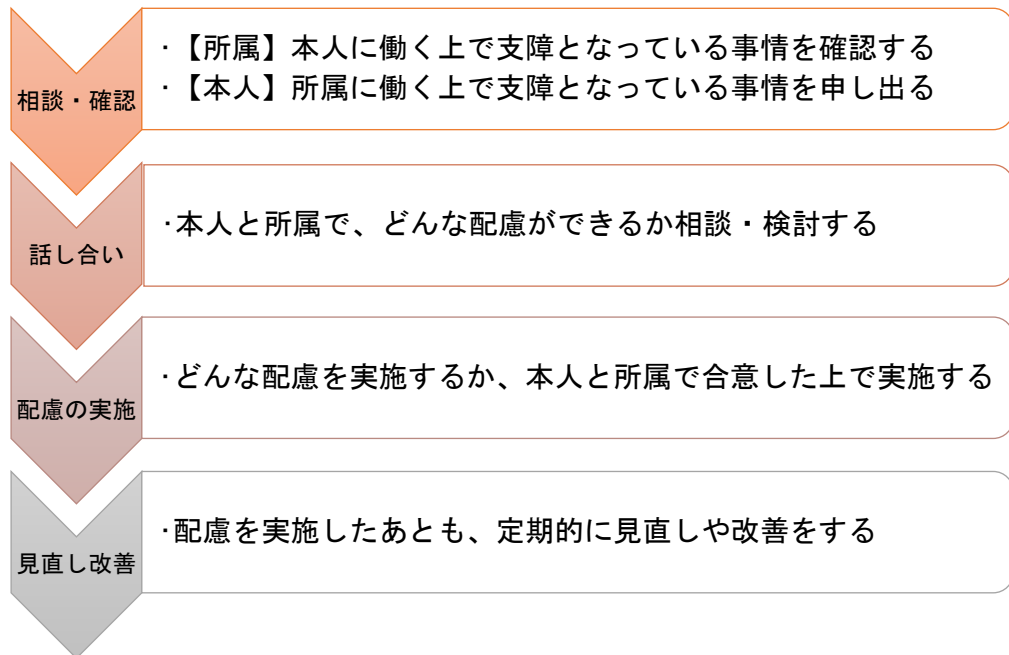 相談・確認
・【所属】本人に働く上で支障となっている事情を確認する
・【本人】所属に働く上で支障となっている事情を申し出る
話し合い
・本人と所属で、どんな配慮ができるか相談・検討する
配慮の実施
・どんな配慮を実施するか、本人と所属で合意した上で実施する
見直し改善
・配慮を実施したあとも、定期的に見直しや改善をする